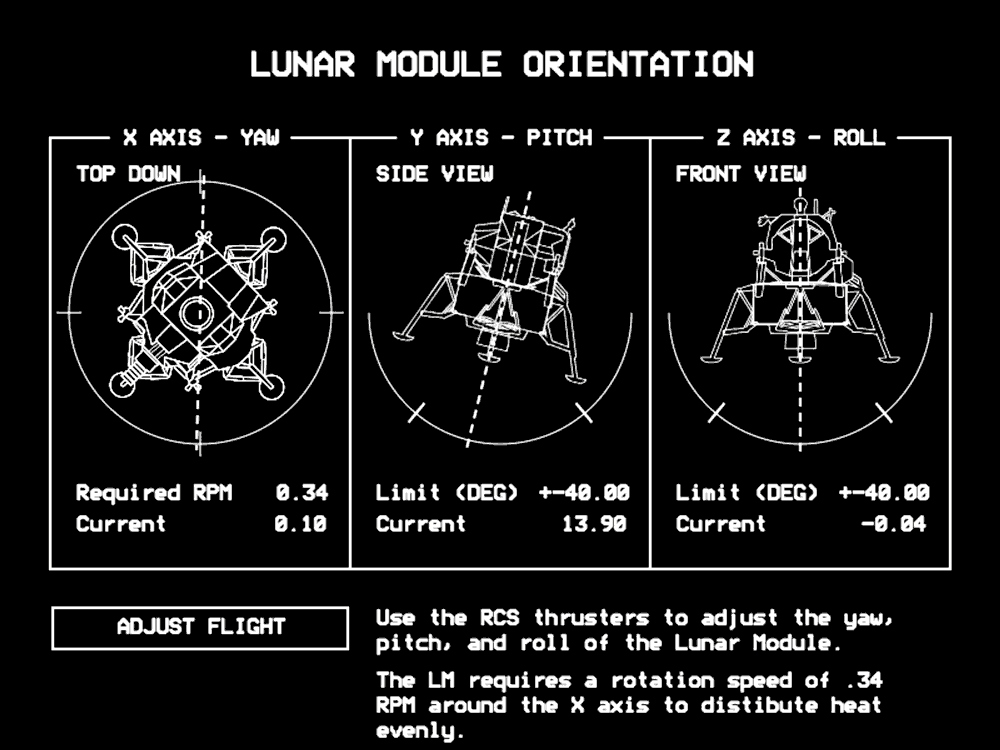 LUNAR MODULE ORIENTATION
X AXIS - YAW
Y AXIS - PITCH
Z AXIS - ROLL
TOP DOWN
SIDE VIEW
FRONT VIEW
Required RPM 0.34
Current 0.10
Limit (DEG) +-40.00
Current 13.90
Limit (DEG) +-40.00
Current -0.04
ADJUST FLIGHT
Use the RCS thrusters to adjust the yaw,
pitch, and roll of the Lunar Module.
The LM requires a rotation speed of .34
RPM around the X axis to distibute heat
evenly.